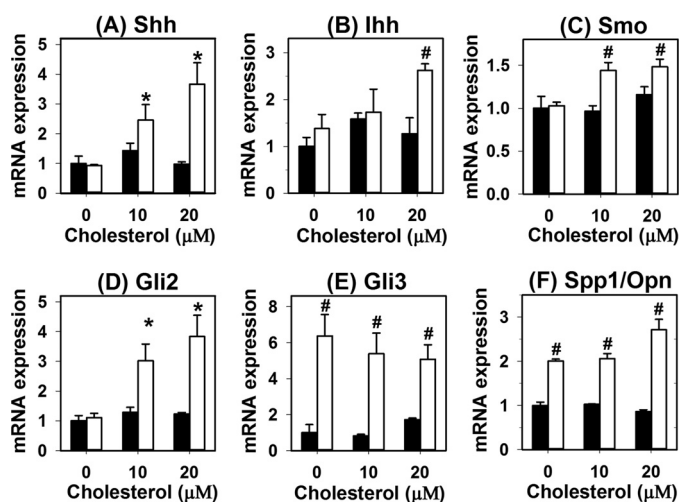 (A) Shh
mRNA expression
5
4
3
2
1
0
*
*
0 10 20
Cholesterol (μM)
(B) Ihh
mRNA expression
3
2
1
0
#
0 10 20
Cholesterol (μM)
(C) Smo
mRNA expression
1.5
1.0
0.5
0.0
#
#
0 10 20
Cholesterol (μM)
(D) Gli2
mRNA expression
5
4
3
2
1
0
*
*
0 10 20
Cholesterol (μM)
(E) Gli3
mRNA expression
8
6
4
2
0
#
#
#
0 10 20
Cholesterol (μM)
(F) Spp1/Opn
mRNA expression
3
2
1
0
#
#
#
0 10 20
Cholesterol (μM)